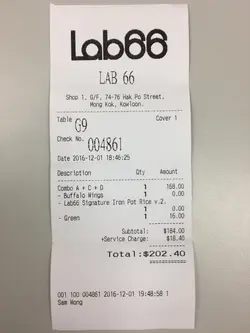 Lab66
LAB 66
Shop 1, G/F, 74-76 Hak Po Street,
Mong Kok, Kowloon.
Table G9 Cover 1
Check No. 004861
Date 2016-12-01 18:46:25
Description Qty Amount
Combo A + C + D 1 168.00
- Buffalo Wings 1 0.00
- Lab66 Signature Iron Pot Rice v.2.
1 0.00
- Green 1 16.00
Subtotal: $184.00
+Service Charge: $18.40
Total:$202.40
001 100 004861 2016-12-01 19:48:58 1
Sam Wong